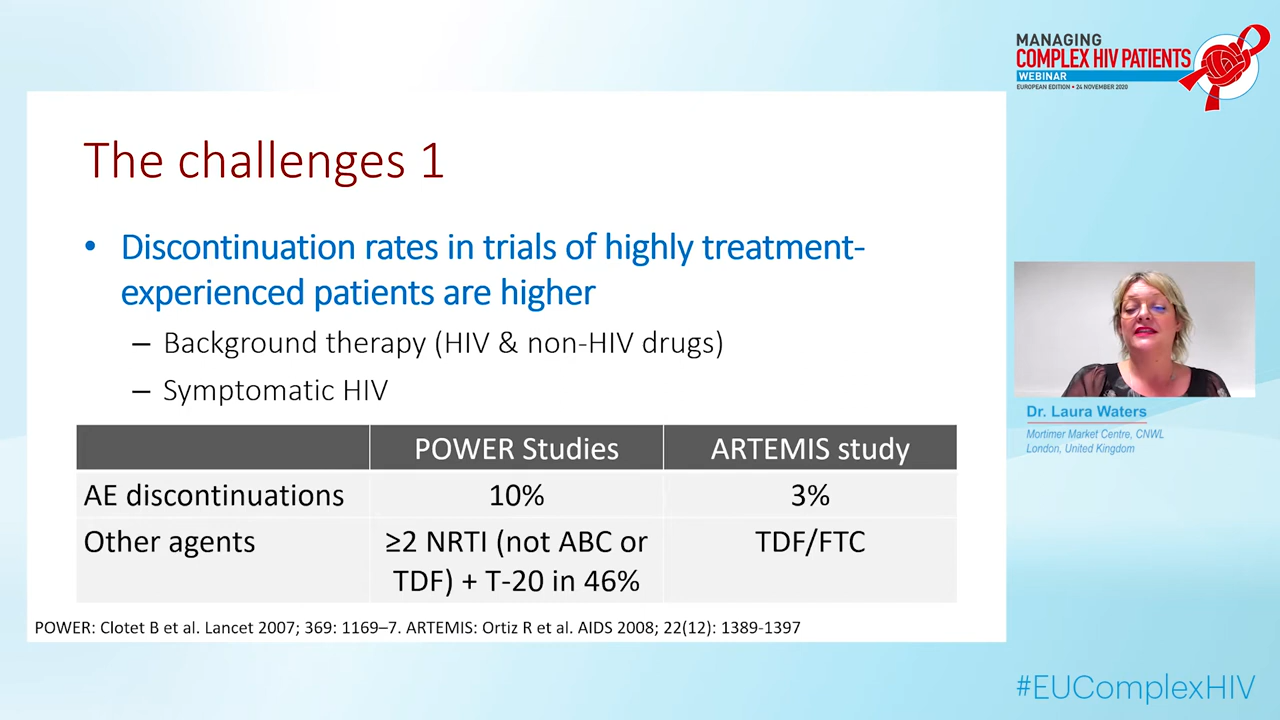 MANAGING
COMPLEX HIV PATIENTS
WEBINAR
EUROPEAN EDITION • 24 NOVEMBER 2020
The challenges 1
• Discontinuation rates in trials of highly treatment-
experienced patients are higher
– Background therapy (HIV & non-HIV drugs)
– Symptomatic HIV
POWER Studies ARTEMIS study
AE discontinuations 10% 3%
Other agents ≥2 NRTI (not ABC or TDF/FTC
TDF) + T-20 in 46%
POWER: Clotet B et al. Lancet 2007; 369: 1169–7. ARTEMIS: Ortiz R et al. AIDS 2008; 22(12): 1389-1397
Dr. Laura Waters
Mortimer Market Centre, CNWL
London, United Kingdom
#EUComplexHIV